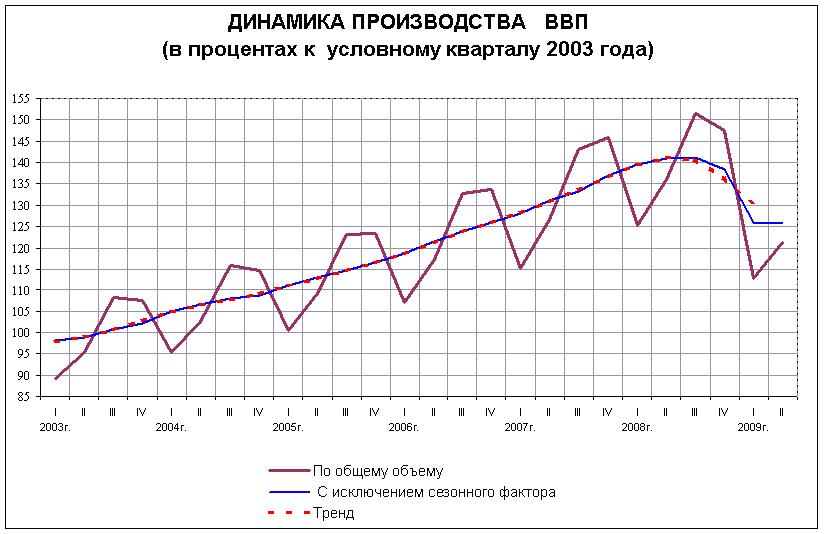 ДИНАМИКА ПРОИЗВОДСТВА ВВП
(в процентах к условному кварталу 2003 года)
155
150
145
140
135
130
125
120
115
110
105
100
95
90
85
I II III IV I II III IV I II III IV I II III IV I II III IV I II III IV I II
2003г. 2004г. 2005г. 2006г. 2007г. 2008г. 2009г.
По общему объему
С исключением сезонного фактора
Тренд